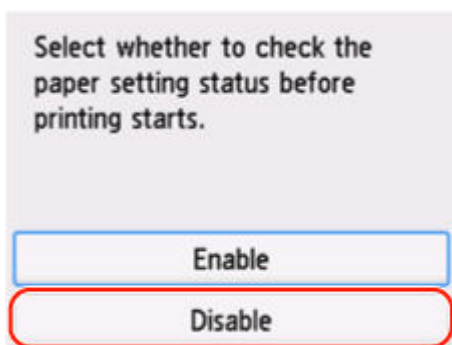 Select whether to check the
paper setting status before
printing starts.
Enable
Disable